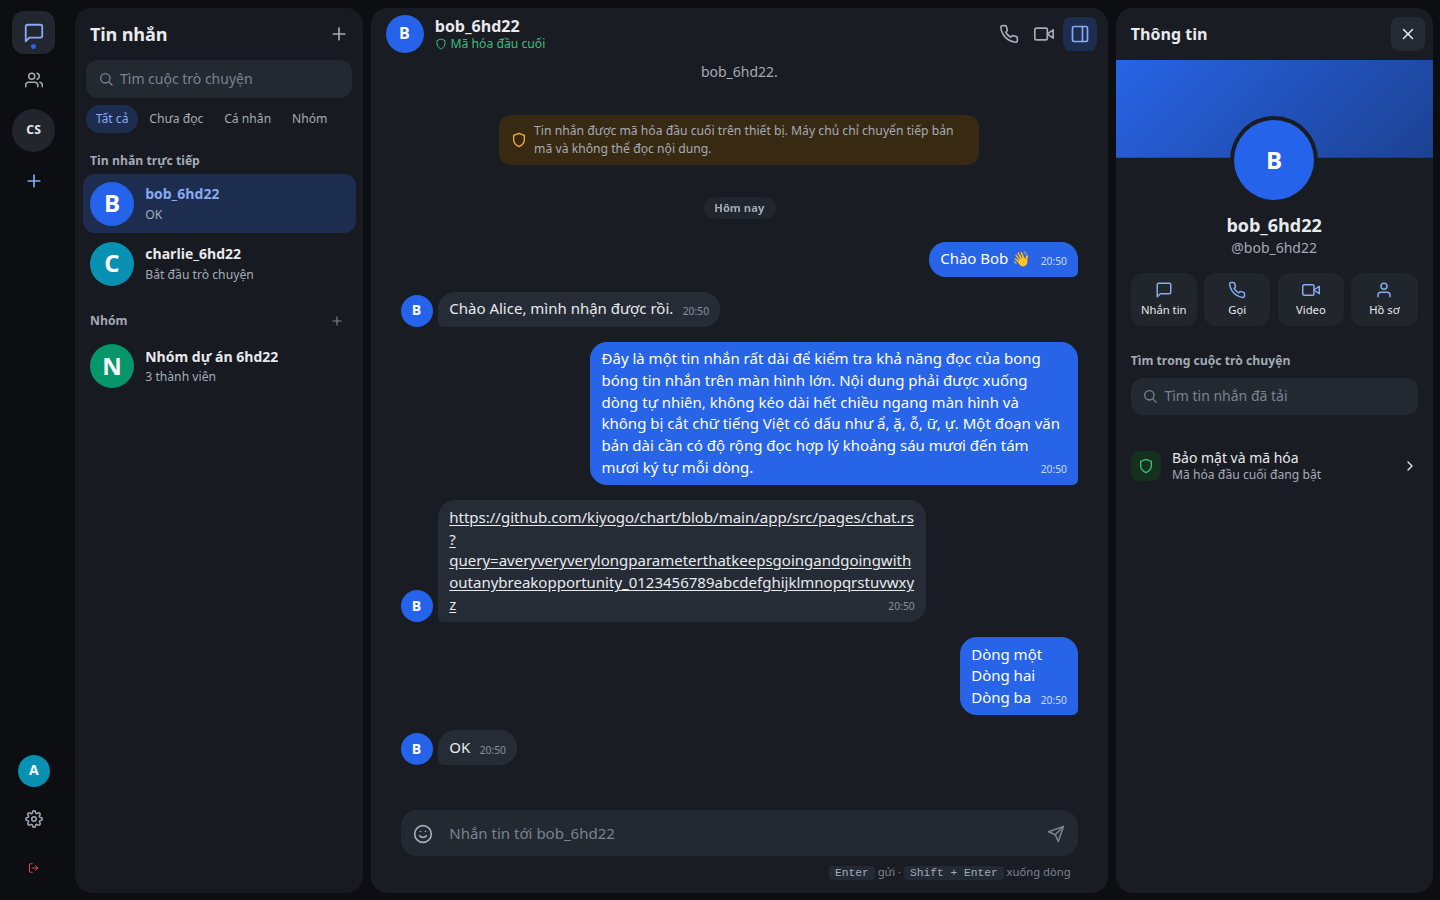 CS
A
Tin nhắn
Tìm cuộc trò chuyện
Tất cả
Chưa đọc
Cá nhân
Nhóm
Tin nhắn trực tiếp
B
bob_6hd22
OK
C
charlie_6hd22
Bắt đầu trò chuyện
Nhóm
N
Nhóm dự án 6hd22
3 thành viên
B
bob_6hd22
Mã hóa đầu cuối
bob_6hd22.
Tin nhắn được mã hóa đầu cuối trên thiết bị. Máy chủ chỉ chuyển tiếp bản
mã và không thể đọc nội dung.
Hôm nay
Chào Bob 👋 20:50
B
Chào Alice, mình nhận được rồi. 20:50
Đây là một tin nhắn rất dài để kiểm tra khả năng đọc của bong
bóng tin nhắn trên màn hình lớn. Nội dung phải được xuống
dòng tự nhiên, không kéo dài hết chiều ngang màn hình và
không bị cắt chữ tiếng Việt có dấu như ẩ, ặ, ỗ, ữ, ự. Một đoạn văn
bản dài cần có độ rộng đọc hợp lý khoảng sáu mươi đến tám
mươi ký tự mỗi dòng. 20:50
https://github.com/kiyogo/chart/blob/main/app/src/pages/chat.rs
?
query=averyveryverylongparameterthatkeepsgoingandgoingwith
outanybreakopportunity_0123456789abcdefghijklmnopqrstuvwxy
B
z 20:50
Dòng một
Dòng hai
Dòng ba 20:50
B
OK 20:50
Nhắn tin tới bob_6hd22
Enter gửi · Shift + Enter xuống dòng
Thông tin
B
bob_6hd22
@bob_6hd22
Nhắn tin
Gọi
Video
Hồ sơ
Tìm trong cuộc trò chuyện
Tìm tin nhắn đã tải
Bảo mật và mã hóa
Mã hóa đầu cuối đang bật